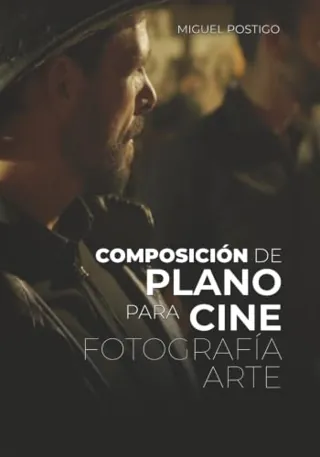 MIGUEL POSTIGO
COMPOSICIÓN DE
PLANO
PARA CINE
FOTOGRAFÍA
ARTE